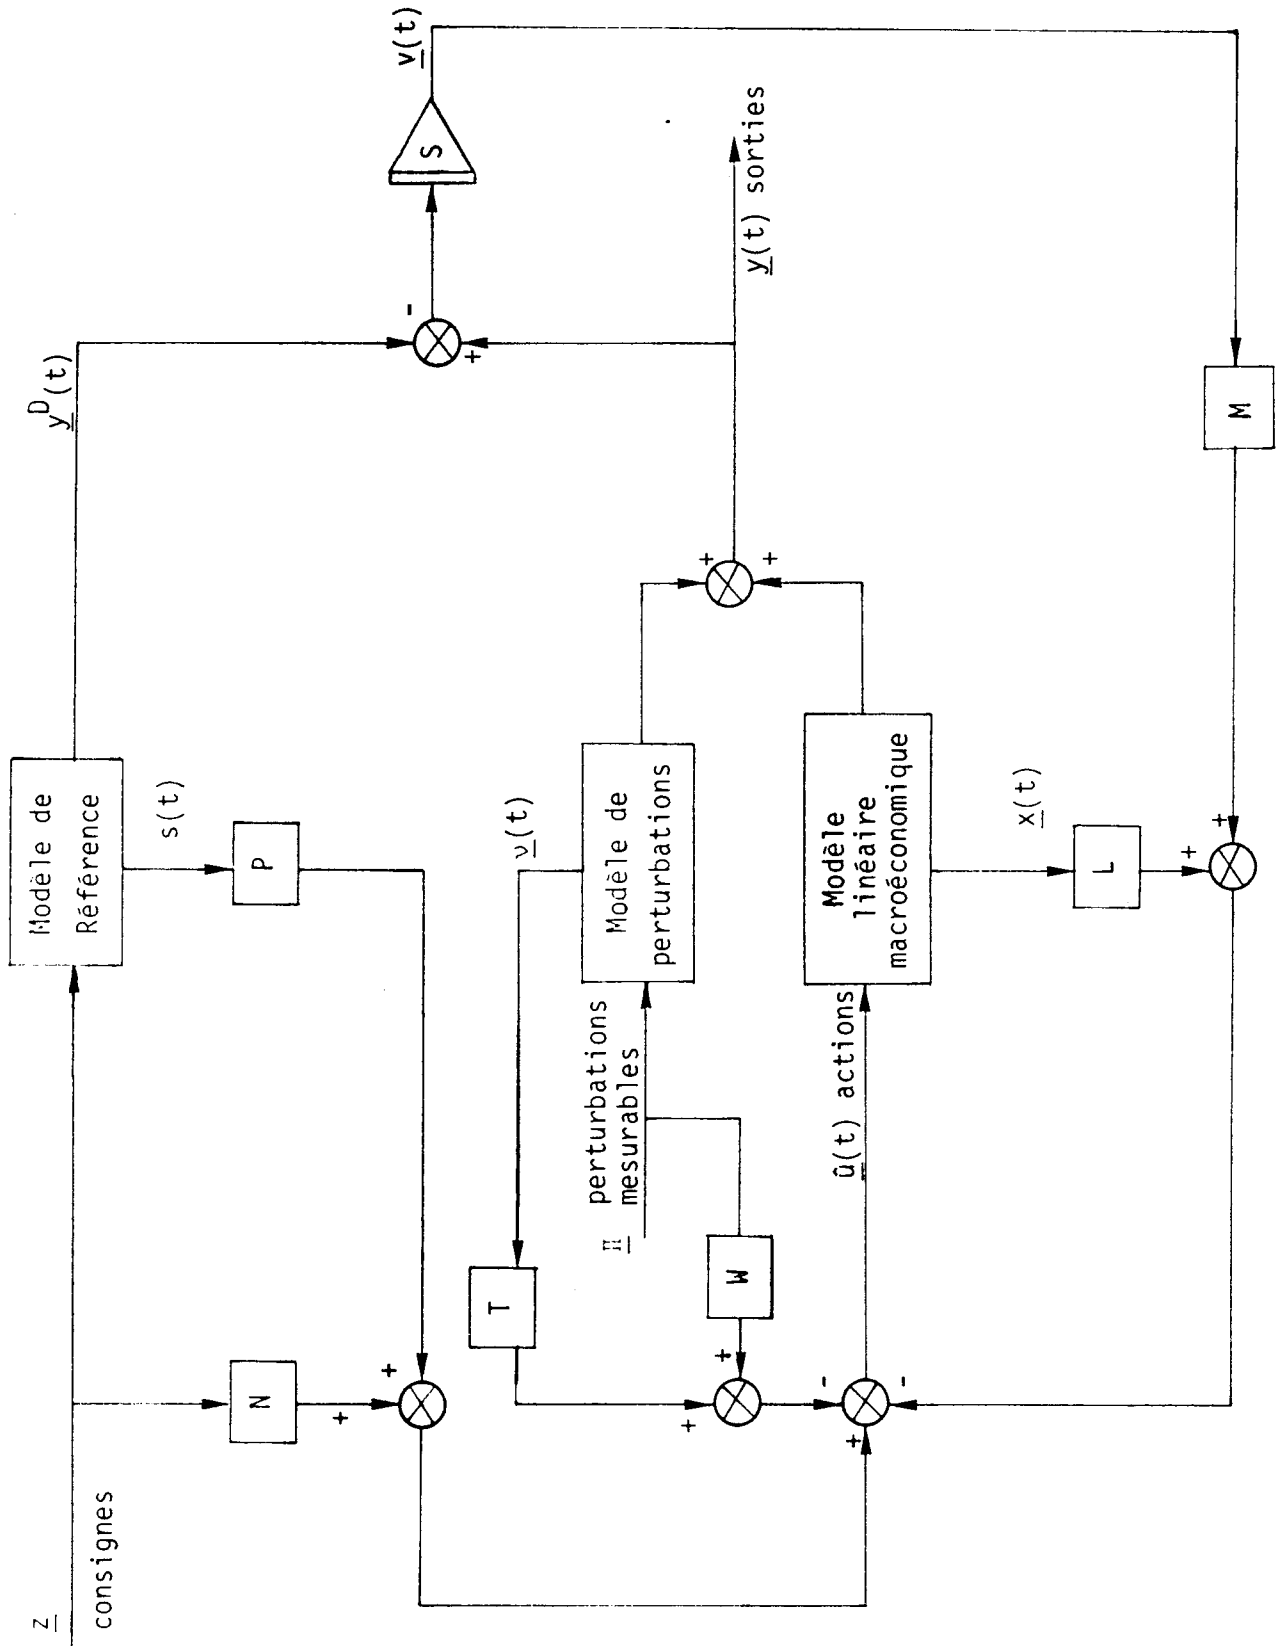 z
consignes
Modèle de
Référence
y^D(t)
s(t)
P
N
+
+
-
+
S
v(t)
ν(t)
T
perturbations
mesurables
Π
Modèle de
perturbations
W
+
+
+
+
y(t) sorties
-
+
-
û(t) actions
Modèle
linéaire
macroéconomique
x(t)
L
+
+
M